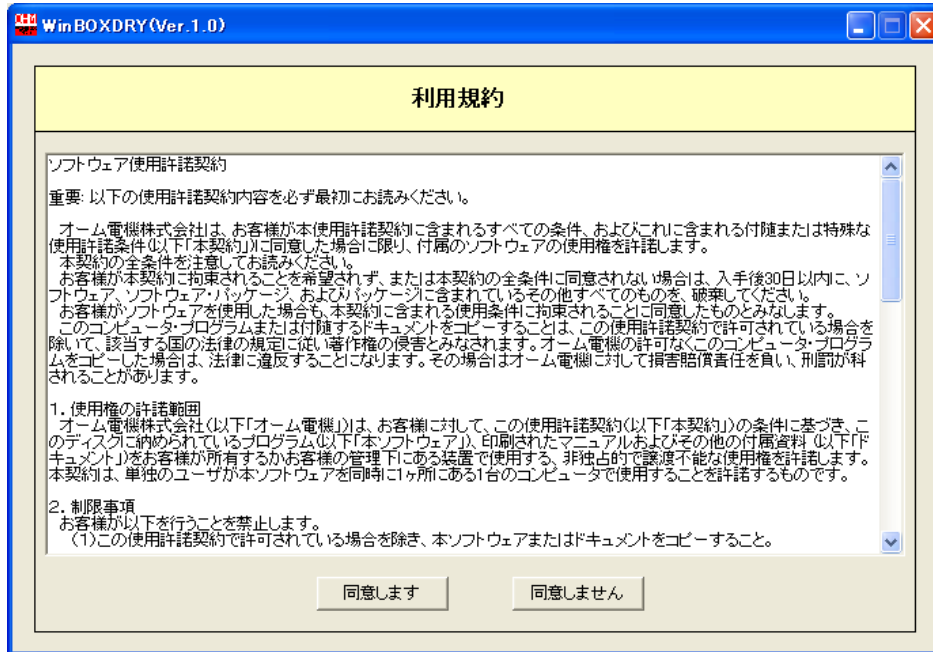 OHM
WinBOXDRY(Ver.1.0)
利用規約
ソフトウェア使用許諾契約
重要: 以下の使用許諾契約内容を必ず最初にお読みください。
オーム電機株式会社は、お客様が本使用許諾契約に含まれるすべての条件、およびこれに含まれる付随または特殊な
使用許諾条件(以下「本契約」)に同意した場合に限り、付属のソフトウェアの使用権を許諾します。
本契約の全条件を注意してお読みください。
お客様が本契約に拘束されることを希望されず、または本契約の全条件に同意されない場合は、入手後30日以内に、ソ
フトウェア、ソフトウェア・パッケージ、およびパッケージに含まれているその他すべてのものを、破棄してください。
お客様がソフトウェアを使用した場合も、本契約に含まれる使用条件に拘束されることに同意したものとみなします。
このコンピュータ・プログラムまたは付随するドキュメントをコピーすることは、この使用許諾契約で許可されている場合を
除いて、該当する国の法律の規定に従い著作権の侵害とみなされます。オーム電機の許可なくこのコンピュータ・プログラ
ムをコピーした場合は、法律に違反することになります。その場合はオーム電機に対して損害賠償責任を負い、刑罰が科
されることがあります。
1. 使用権の許諾範囲
オーム電機株式会社(以下「オーム電機」)は、お客様に対して、この使用許諾契約(以下「本契約」)の条件に基づき、こ
のディスクに納められているプログラム(以下「本ソフトウェア」)、印刷されたマニュアルおよびその他の付属資料 (以下「ド
キュメント」)をお客様が所有するかお客様の管理下にある装置で使用する、非独占的で譲渡不能な使用権を許諾します。
本契約は、単独のユーザが本ソフトウェアを同時に1ヶ所にある1台のコンピュータで使用することを許諾するものです。
2. 制限事項
お客様が以下を行うことを禁止します。
(1)この使用許諾契約で許可されている場合を除き、本ソフトウェアまたはドキュメントをコピーすること。
同意します
同意しません